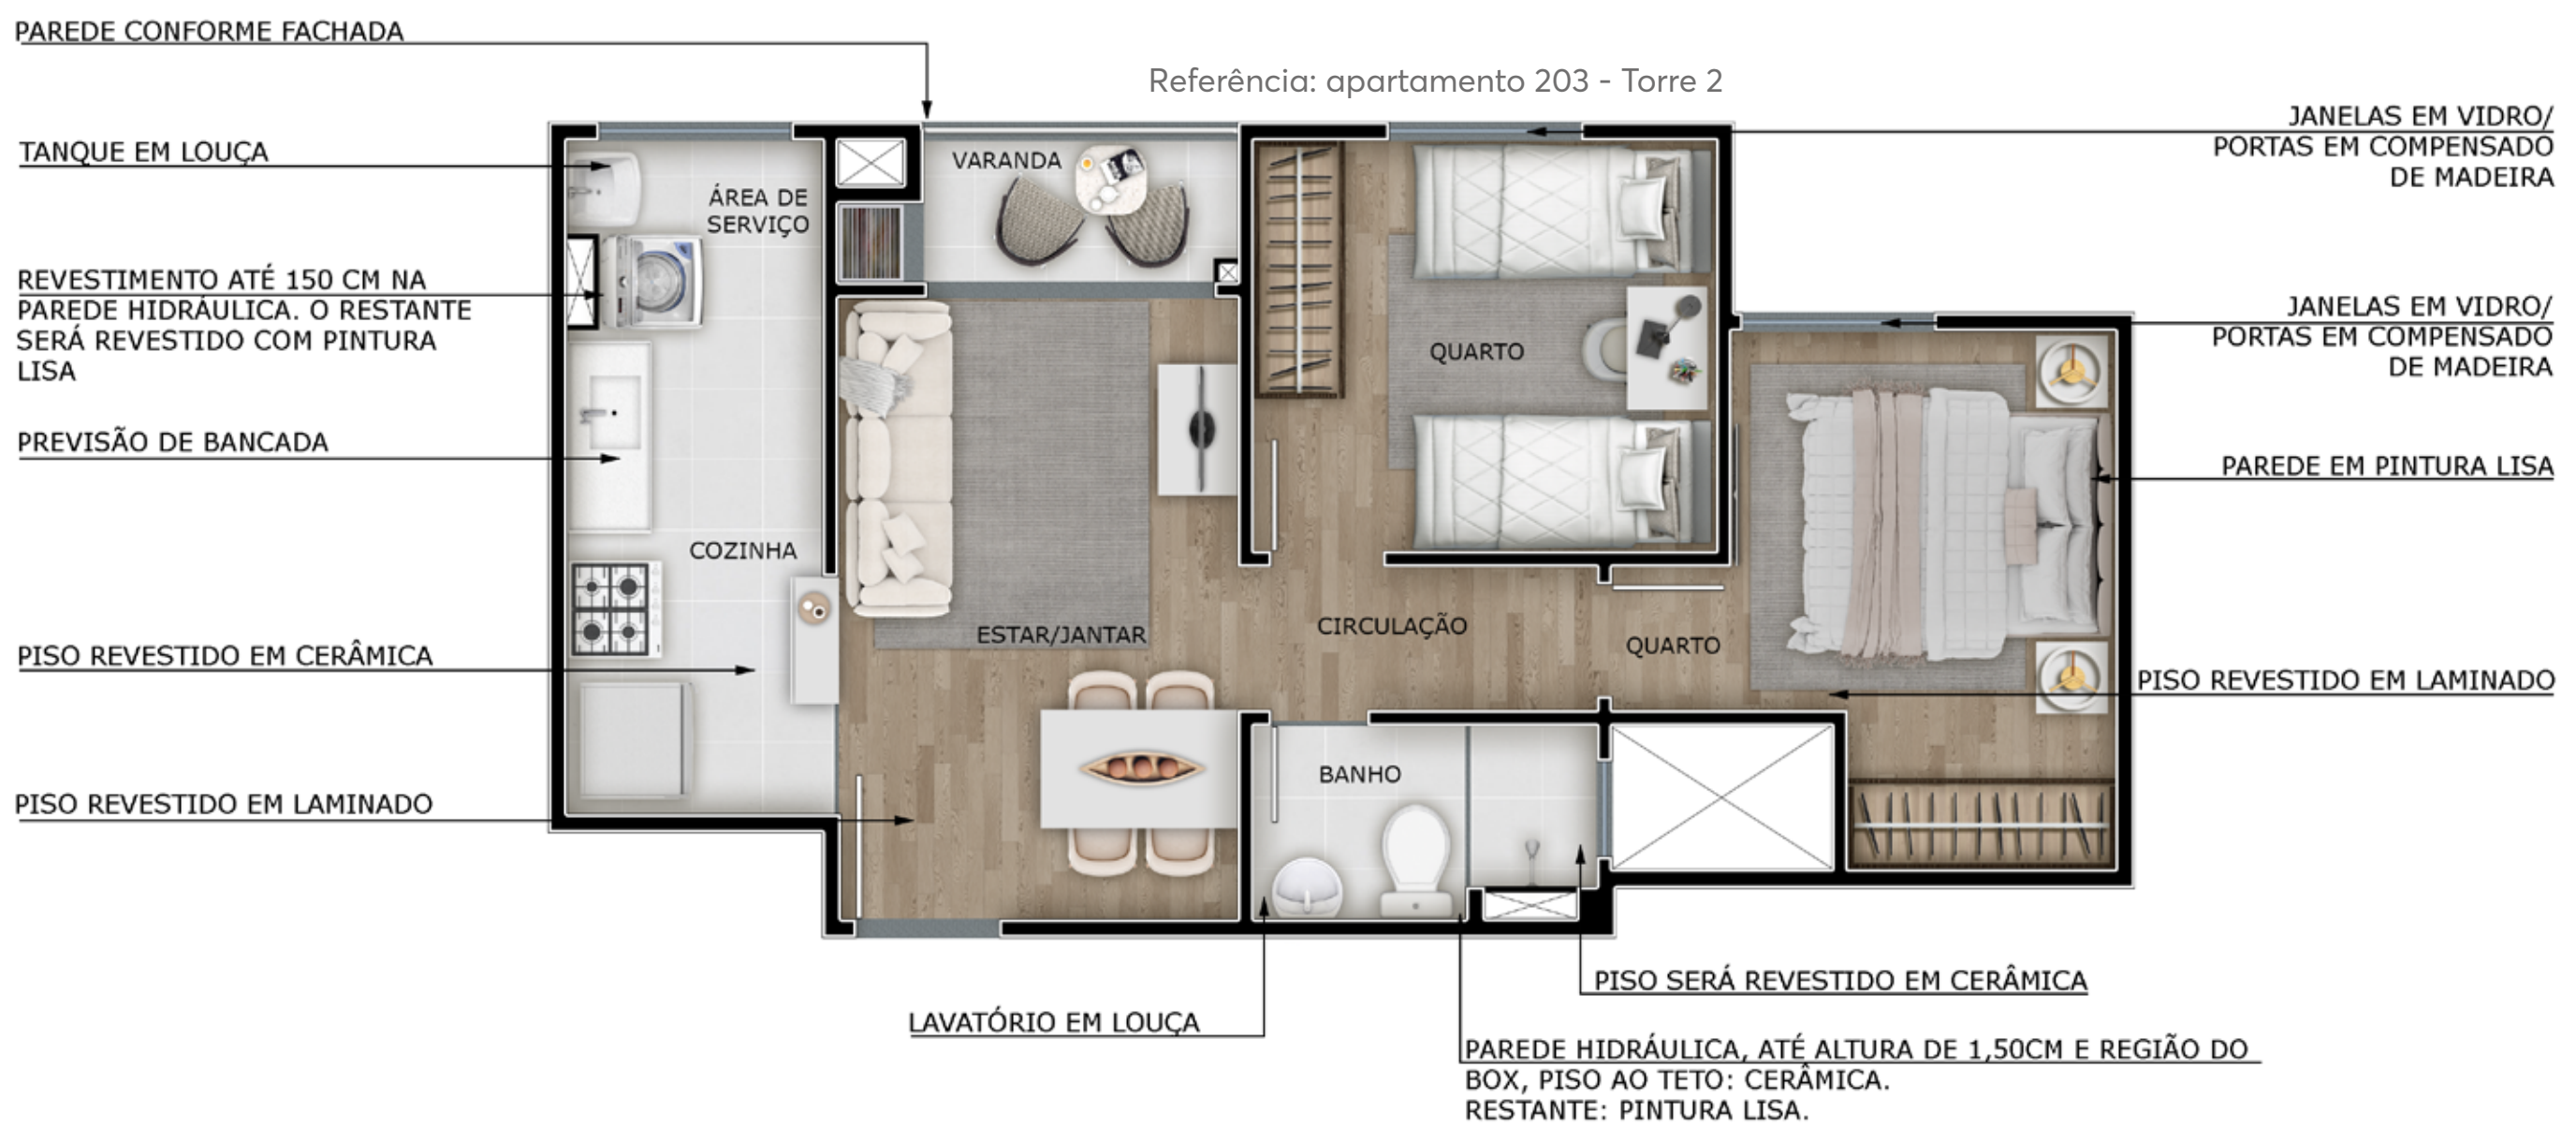 PAREDE CONFORME FACHADA
Referência: apartamento 203 - Torre 2
TANQUE EM LOUÇA
REVESTIMENTO ATÉ 150 CM NA
PAREDE HIDRÁULICA. O RESTANTE
SERÁ REVESTIDO COM PINTURA
LISA
PREVISÃO DE BANCADA
PISO REVESTIDO EM CERÂMICA
PISO REVESTIDO EM LAMINADO
ÁREA DE
SERVIÇO
COZINHA
VARANDA
ESTAR/JANTAR
QUARTO
CIRCULAÇÃO
QUARTO
BANHO
JANELAS EM VIDRO/
PORTAS EM COMPENSADO
DE MADEIRA
JANELAS EM VIDRO/
PORTAS EM COMPENSADO
DE MADEIRA
PAREDE EM PINTURA LISA
PISO REVESTIDO EM LAMINADO
PISO SERÁ REVESTIDO EM CERÂMICA
LAVATÓRIO EM LOUÇA
PAREDE HIDRÁULICA, ATÉ ALTURA DE 1,50CM E REGIÃO DO
BOX, PISO AO TETO: CERÂMICA.
RESTANTE: PINTURA LISA.